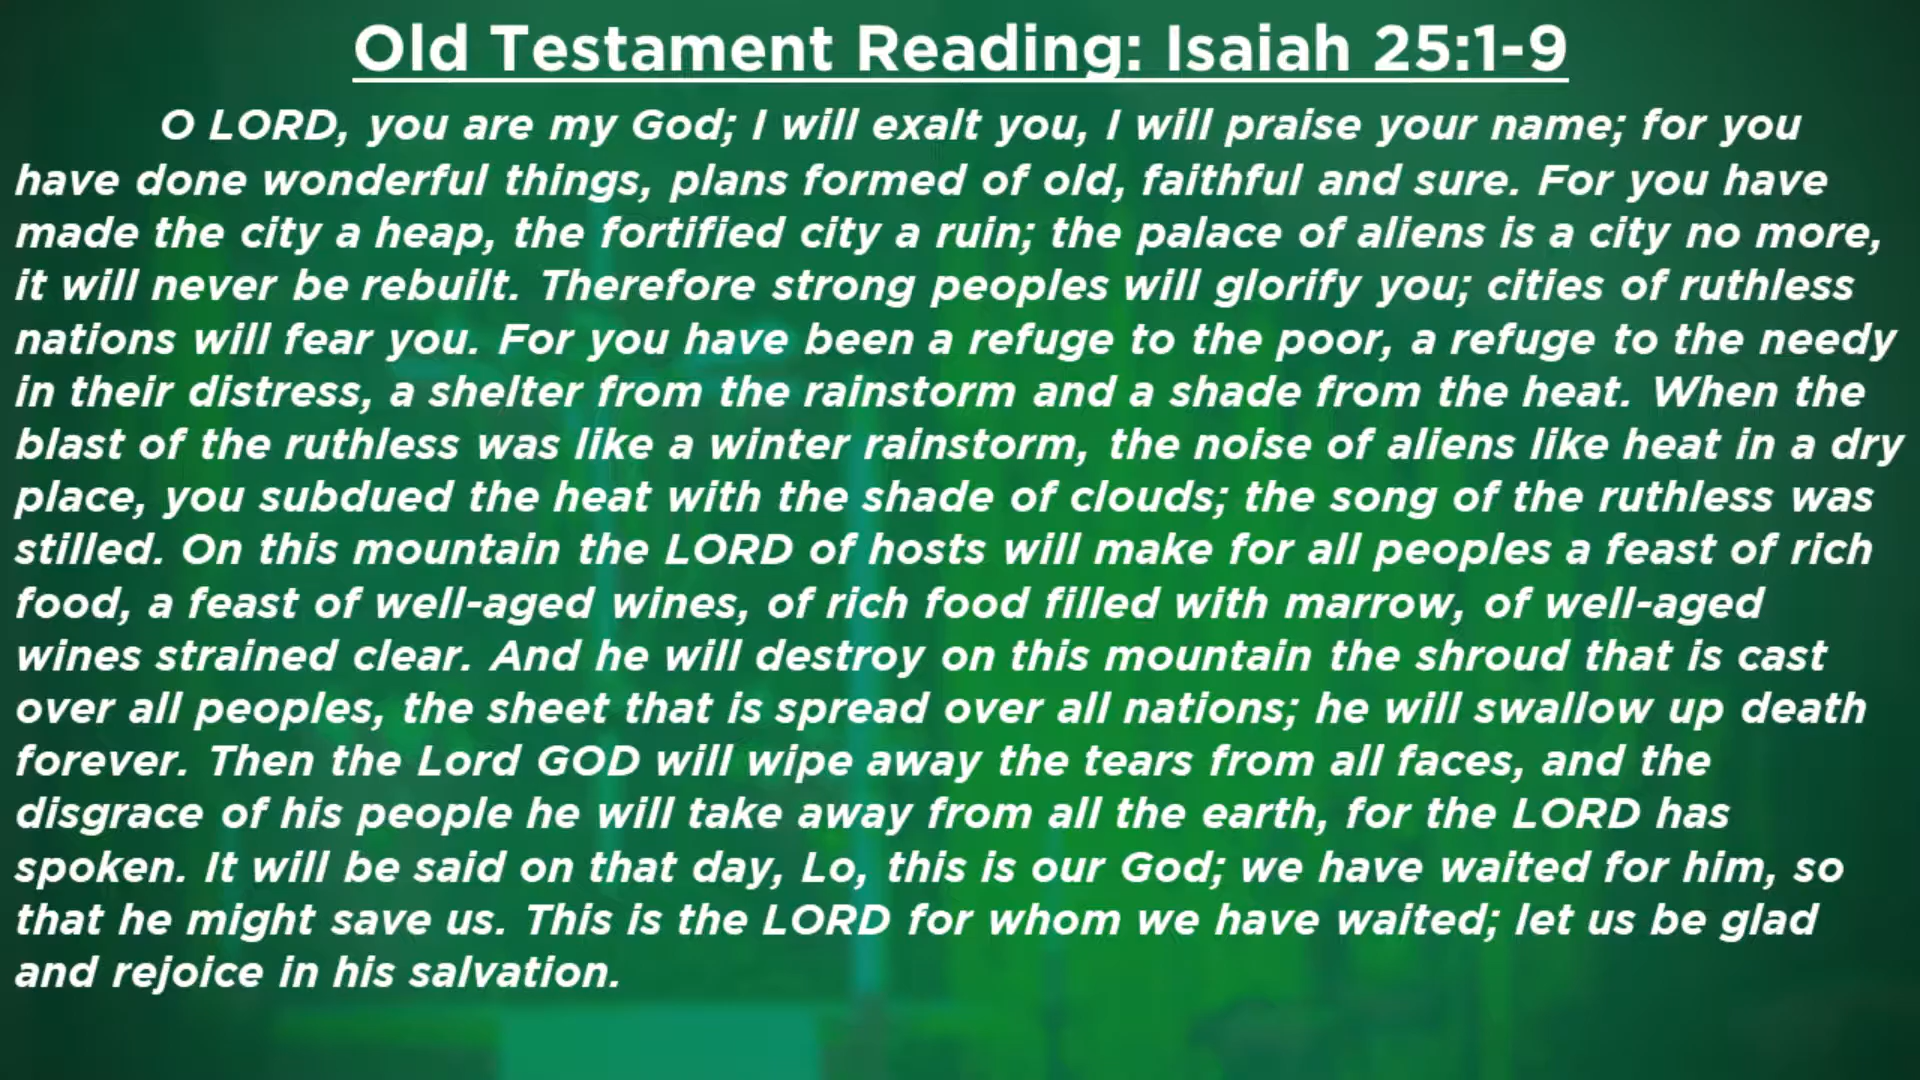 Old Testament Reading: Isaiah 25:1-9
O LORD, you are my God; I will exalt you, I will praise your name; for you
have done wonderful things, plans formed of old, faithful and sure. For you have
made the city a heap, the fortified city a ruin; the palace of aliens is a city no more,
it will never be rebuilt. Therefore strong peoples will glorify you; cities of ruthless
nations will fear you. For you have been a refuge to the poor, a refuge to the needy
in their distress, a shelter from the rainstorm and a shade from the heat. When the
blast of the ruthless was like a winter rainstorm, the noise of aliens like heat in a dry
place, you subdued the heat with the shade of clouds; the song of the ruthless was
stilled. On this mountain the LORD of hosts will make for all peoples a feast of rich
food, a feast of well-aged wines, of rich food filled with marrow, of well-aged
wines strained clear. And he will destroy on this mountain the shroud that is cast
over all peoples, the sheet that is spread over all nations; he will swallow up death
forever. Then the Lord GOD will wipe away the tears from all faces, and the
disgrace of his people he will take away from all the earth, for the LORD has
spoken. It will be said on that day, Lo, this is our God; we have waited for him, so
that he might save us. This is the LORD for whom we have waited; let us be glad
and rejoice in his salvation.